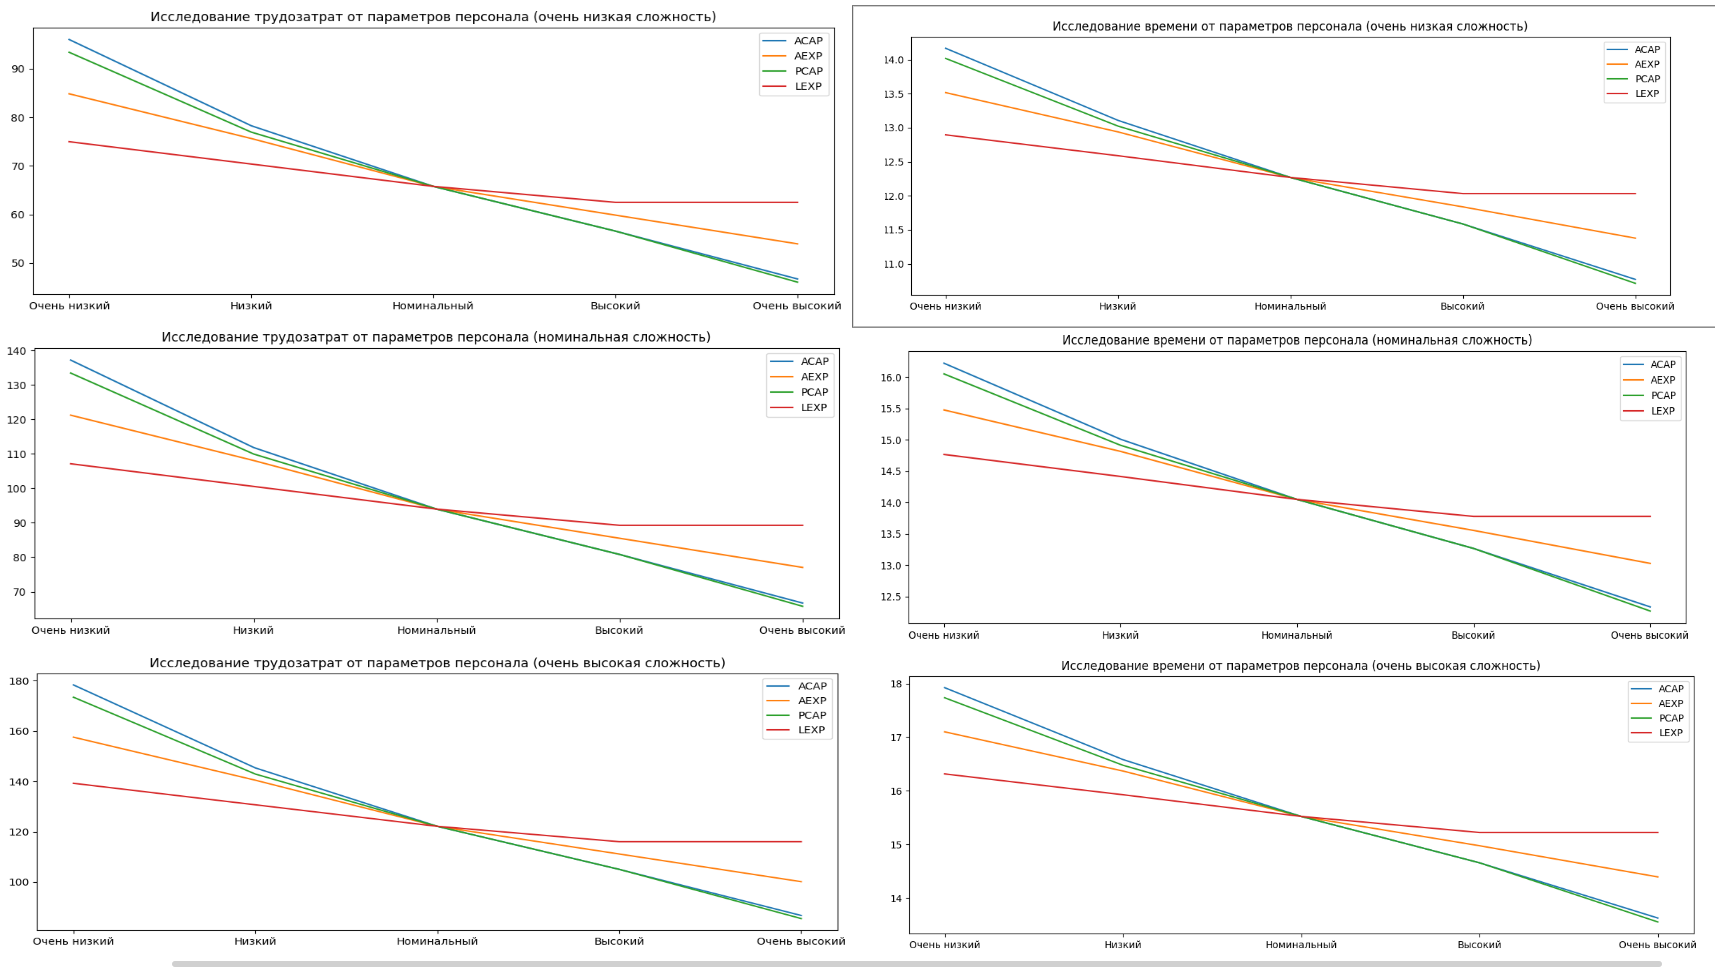 Исследование трудозатрат от параметров персонала (очень низкая сложность)
ACAP
AEXP
PCAP
LEXP
90
80
70
60
50
Очень низкий Низкий Номинальный Высокий Очень высокий
Исследование времени от параметров персонала (очень низкая сложность)
ACAP
AEXP
PCAP
LEXP
14.0
13.5
13.0
12.5
12.0
11.5
11.0
Очень низкий Низкий Номинальный Высокий Очень высокий
Исследование трудозатрат от параметров персонала (номинальная сложность)
ACAP
AEXP
PCAP
LEXP
140
130
120
110
100
90
80
70
Очень низкий Низкий Номинальный Высокий Очень высокий
Исследование времени от параметров персонала (номинальная сложность)
ACAP
AEXP
PCAP
LEXP
16.0
15.5
15.0
14.5
14.0
13.5
13.0
12.5
Очень низкий Низкий Номинальный Высокий Очень высокий
Исследование трудозатрат от параметров персонала (очень высокая сложность)
ACAP
AEXP
PCAP
LEXP
180
160
140
120
100
Очень низкий Низкий Номинальный Высокий Очень высокий
Исследование времени от параметров персонала (очень высокая сложность)
ACAP
AEXP
PCAP
LEXP
18
17
16
15
14
Очень низкий Низкий Номинальный Высокий Очень высокий